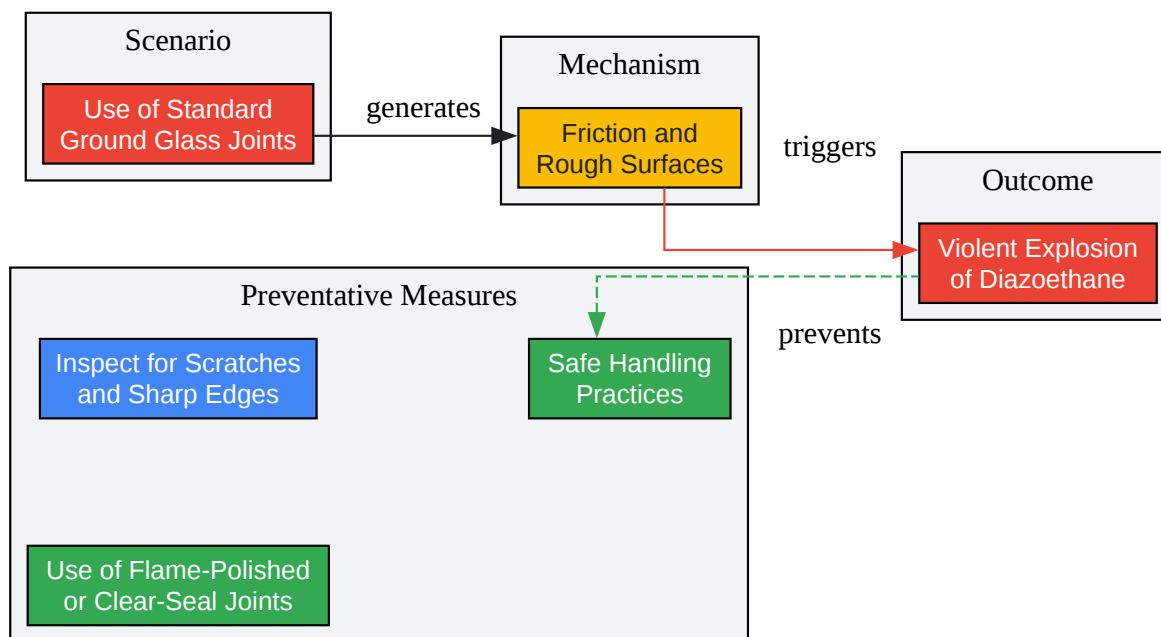 Scenario
Use of Standard
Ground Glass Joints
generates
Mechanism
Friction and
Rough Surfaces
triggers
Outcome
Violent Explosion
of Diazoethane
prevents
Preventative Measures
Inspect for Scratches
and Sharp Edges
Safe Handling
Practices
Use of Flame-Polished
or Clear-Seal Joints